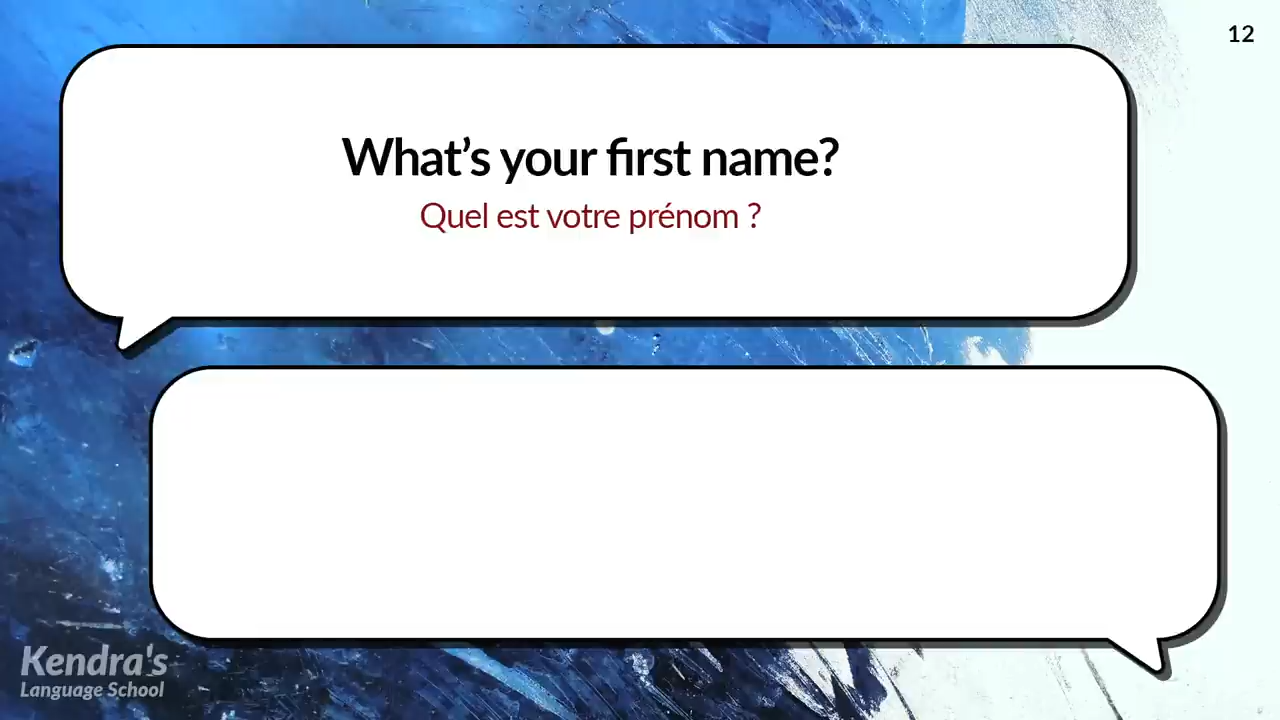 12
What’s your first name?
Quel est votre prénom ?
Kendra's
Language School